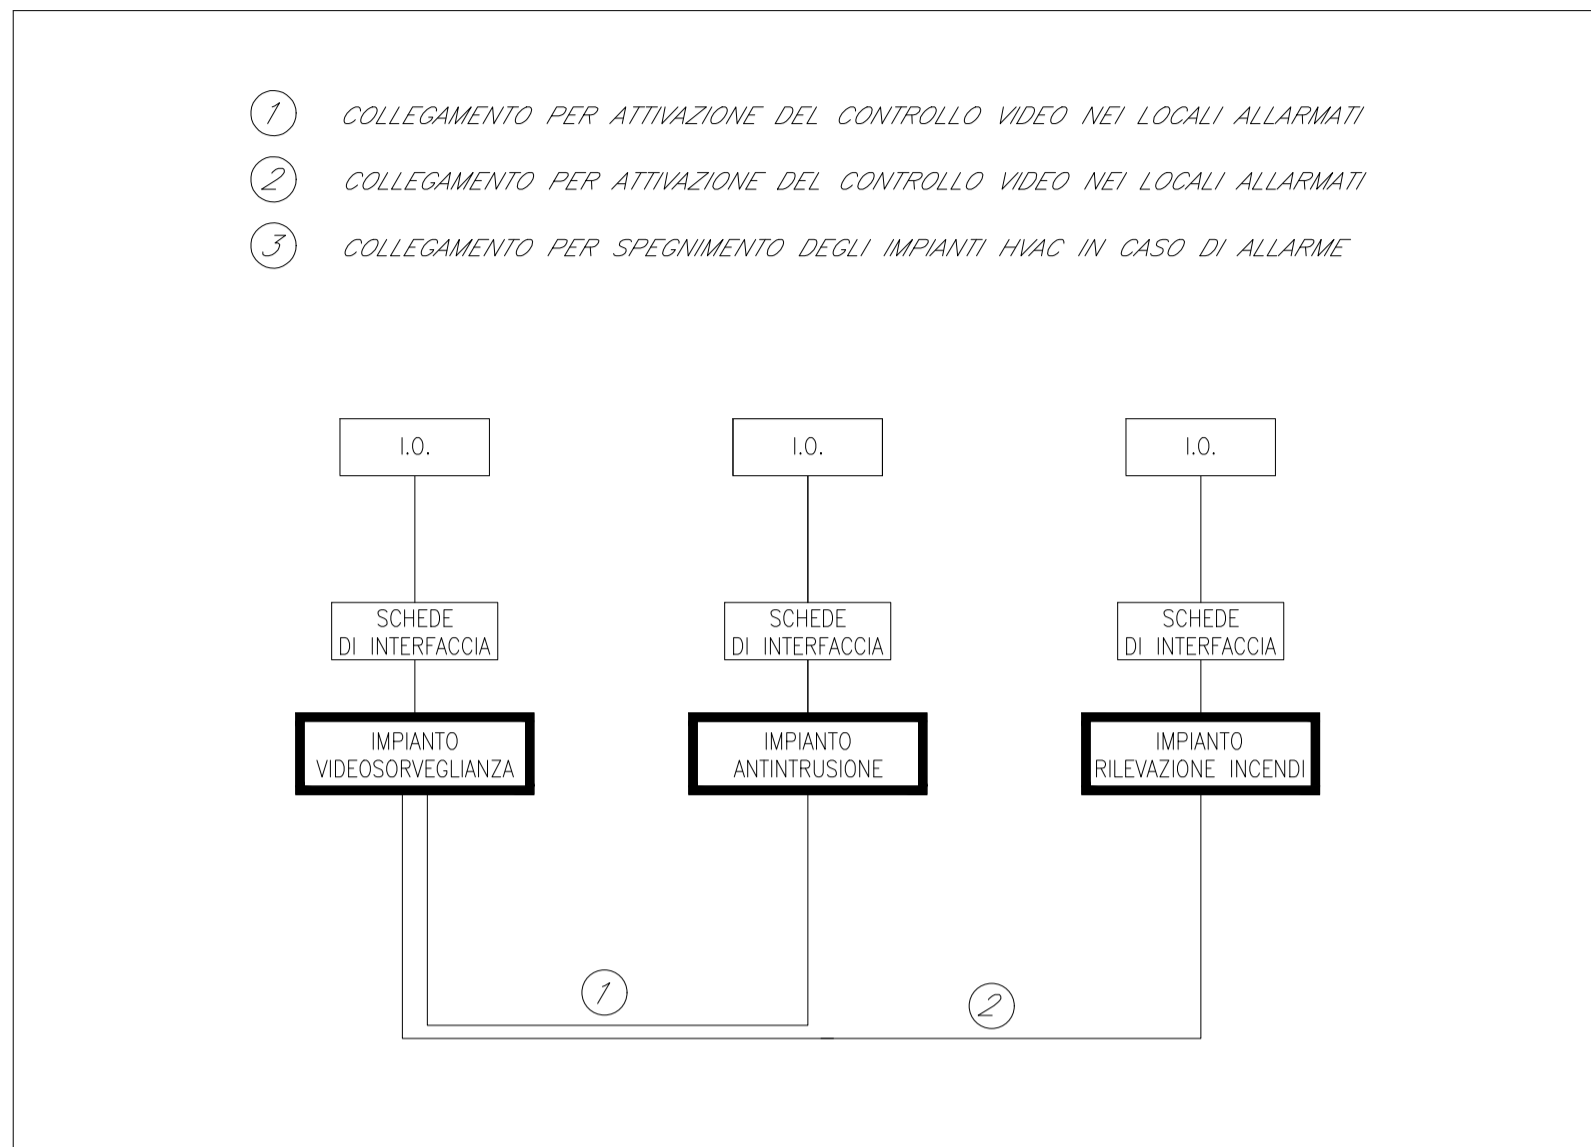 1 COLLEGAMENTO PER ATTIVAZIONE DEL CONTROLLO VIDEO NEI LOCALI ALLARMATI
2 COLLEGAMENTO PER ATTIVAZIONE DEL CONTROLLO VIDEO NEI LOCALI ALLARMATI
3 COLLEGAMENTO PER SPEGNIMENTO DEGLI IMPIANTI HVAC IN CASO DI ALLARME
I.O.
I.O.
I.O.
SCHEDE
DI INTERFACCIA
SCHEDE
DI INTERFACCIA
SCHEDE
DI INTERFACCIA
IMPIANTO
VIDEOSORVEGLIANZA
IMPIANTO
ANTINTRUSIONE
IMPIANTO
RILEVAZIONE INCENDI
1
2